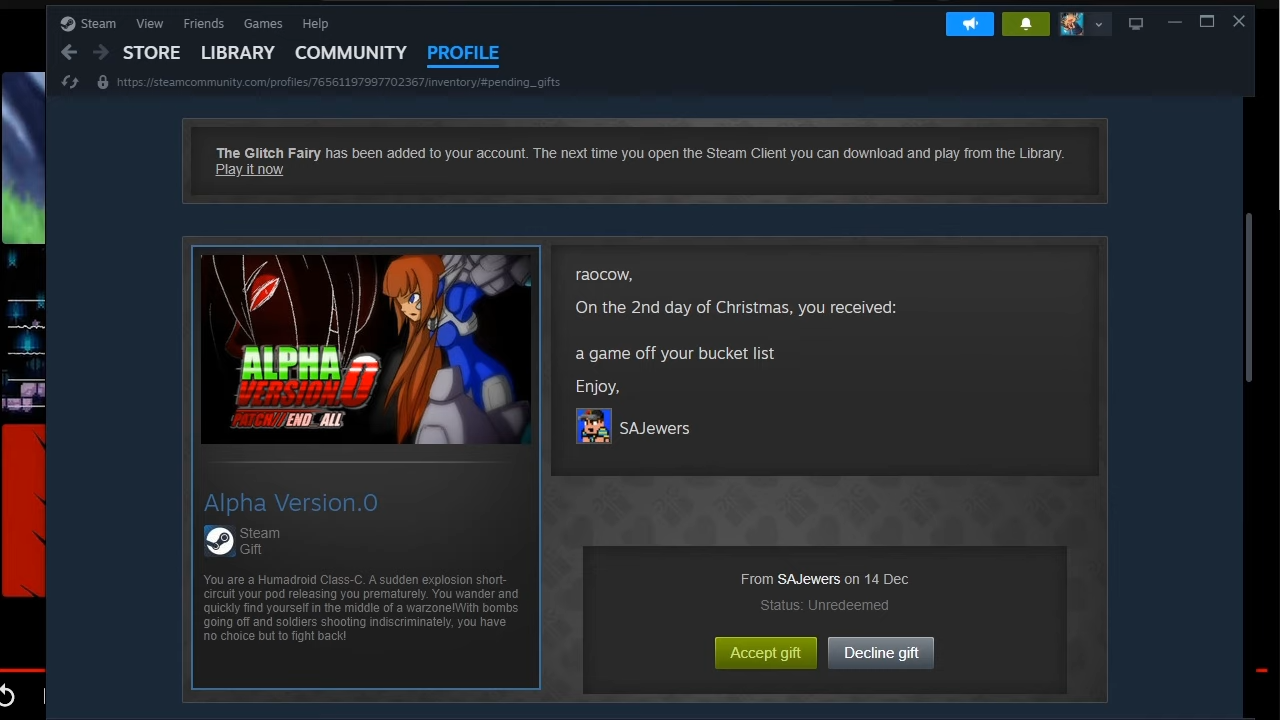 Steam View Friends Games Help
STORE LIBRARY COMMUNITY PROFILE
https://steamcommunity.com/profiles/76561197997702367/inventory/#pending_gifts
The Glitch Fairy has been added to your account. The next time you open the Steam Client you can download and play from the Library.
Play it now
ALPHA
VERSION.0
PATCH//END_ALL
Alpha Version.0
Steam
Gift
You are a Humadroid Class-C. A sudden explosion short-
circuit your pod releasing you prematurely. You wander and
quickly find yourself in the middle of a warzone!With bombs
going off and soldiers shooting indiscriminately, you have
no choice but to fight back!
raocow,
On the 2nd day of Christmas, you received:
a game off your bucket list
Enjoy,
SAJewers
From SAJewers on 14 Dec
Status: Unredeemed
Accept gift Decline gift